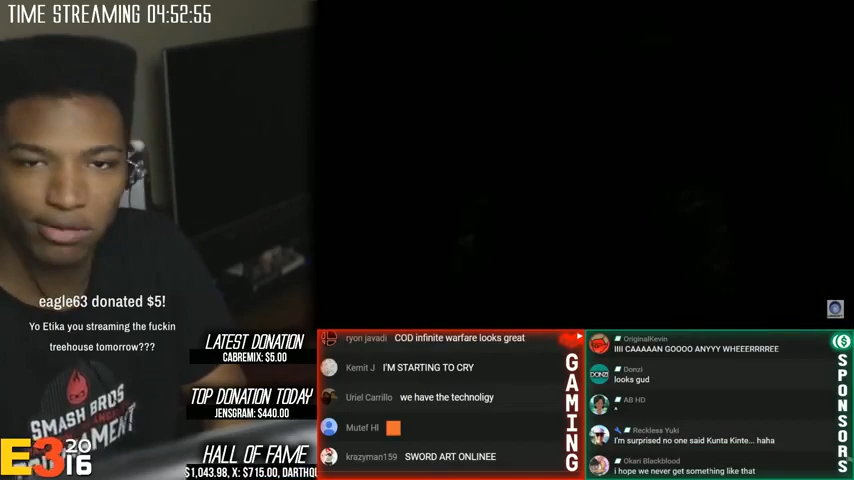 TIME STREAMING 04:52:55
eagle63 donated $5!
Yo Etika you streaming the fuckin
treehouse tomorrow???
SMASH BROS
E3 2016
LATEST DONATION
CABREMIX: $5.00
TOP DONATION TODAY
JENSGRAM: $440.00
HALL OF FAME
$1,043.98, X: $715.00, DARTHQU
ryon javadi COD infinite warfare looks great
Kernit J I'M STARTING TO CRY
Uriel Carrillo we have the technoligy
Mutef HI
krazyman159 SWORD ART ONLINEE
GAMING
OriginalKevin
IIII CAAAAAN GOOOO ANYYY WHEEERRRREE
DONZI
Donzi
looks gud
AB HD
^
Reckless Yuki
I'm surprised no one said Kunta Kinte... haha
Okari Blackblood
i hope we never get something like that
SPONSORS